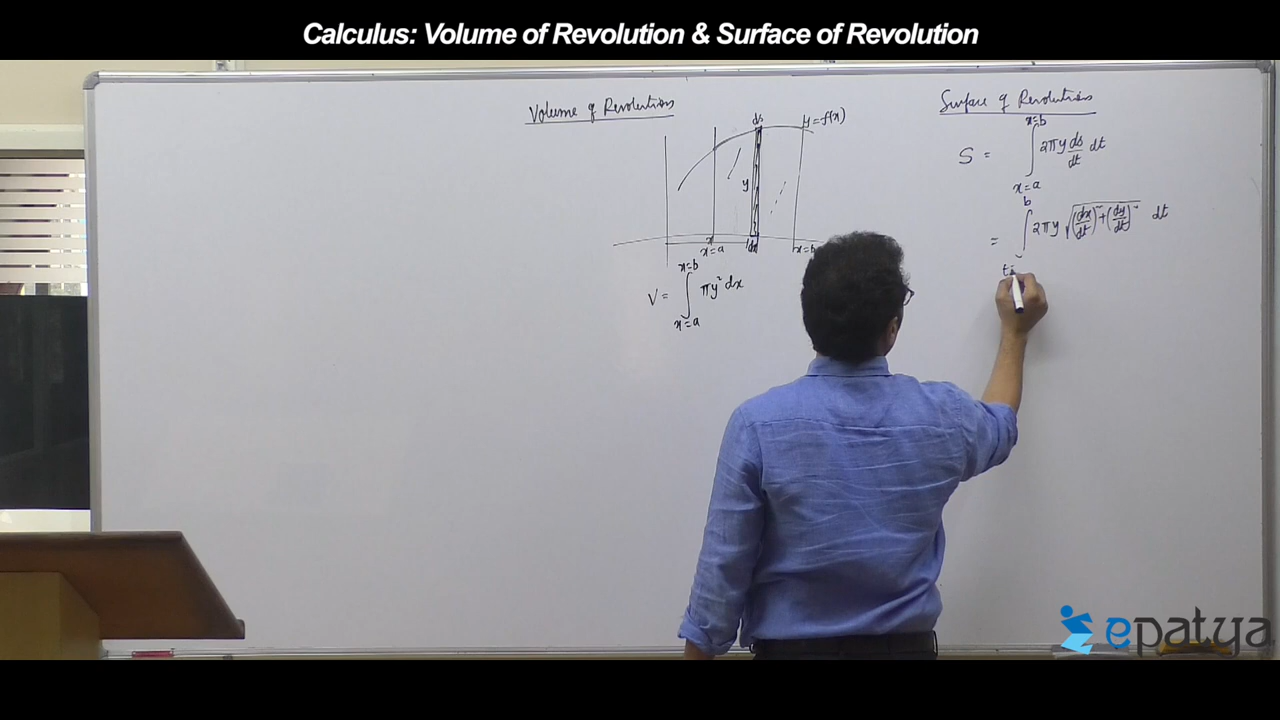 Calculus: Volume of Revolution & Surface of Revolution
Volume of Revolution
ds
y = f(x)
y
x=a
dx
x=b
x=b
V = ∫ πy² dx
x=a
Surface of Revolution
x=b
S = ∫ 2πy ds/dt dt
x=a
b
= ∫ 2πy √((dx/dt)²+(dy/dt)²) dt
t=
epatya